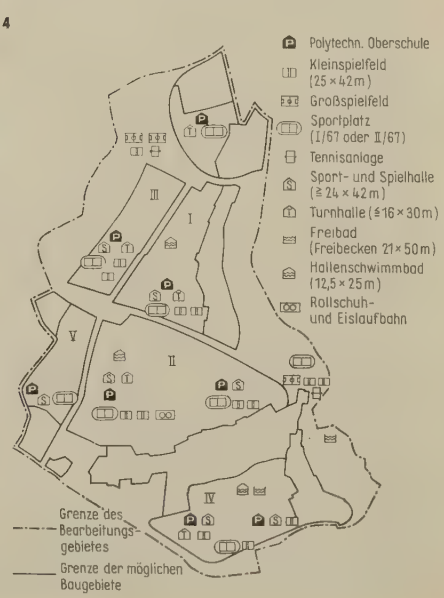 4
Polytechn. Oberschule
Kleinspielfeld
(25 × 42 m)
Großspielfeld
Sportplatz
(I/67 oder II/67)
Tennisanlage
Sport- und Spielhalle
(≧ 24 × 42 m)
Turnhalle (≦ 16 × 30 m)
Freibad
(Freibecken 21 × 50 m)
Hallenschwimmbad
(12,5 × 25 m)
Rollschuh-
und Eislaufbahn
III
I
V
II
IV
Grenze des
Bearbeitungs-
gebietes
Grenze der möglichen
Baugebiete